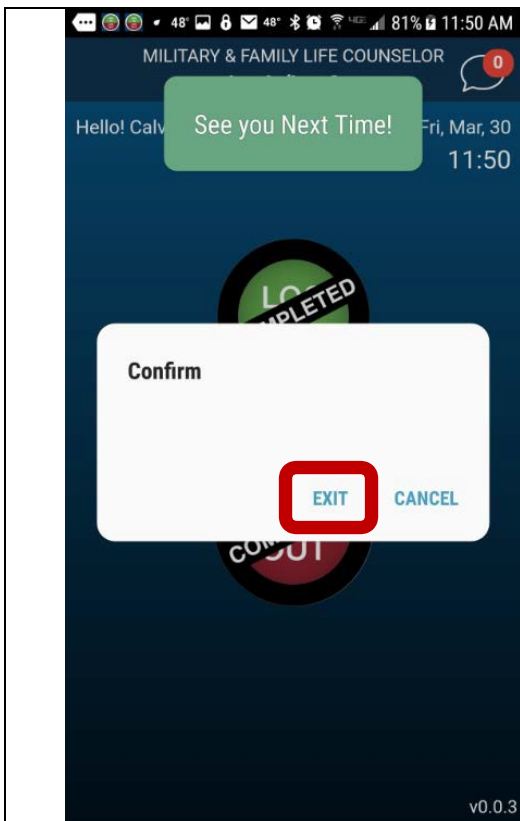 48° 48° 81% 11:50 AM
MILITARY & FAMILY LIFE COUNSELOR
0
See you Next Time!
Hello! Calv
Fri, Mar, 30
11:50
COMPLETED
Confirm
EXIT CANCEL
OUT
v0.0.3